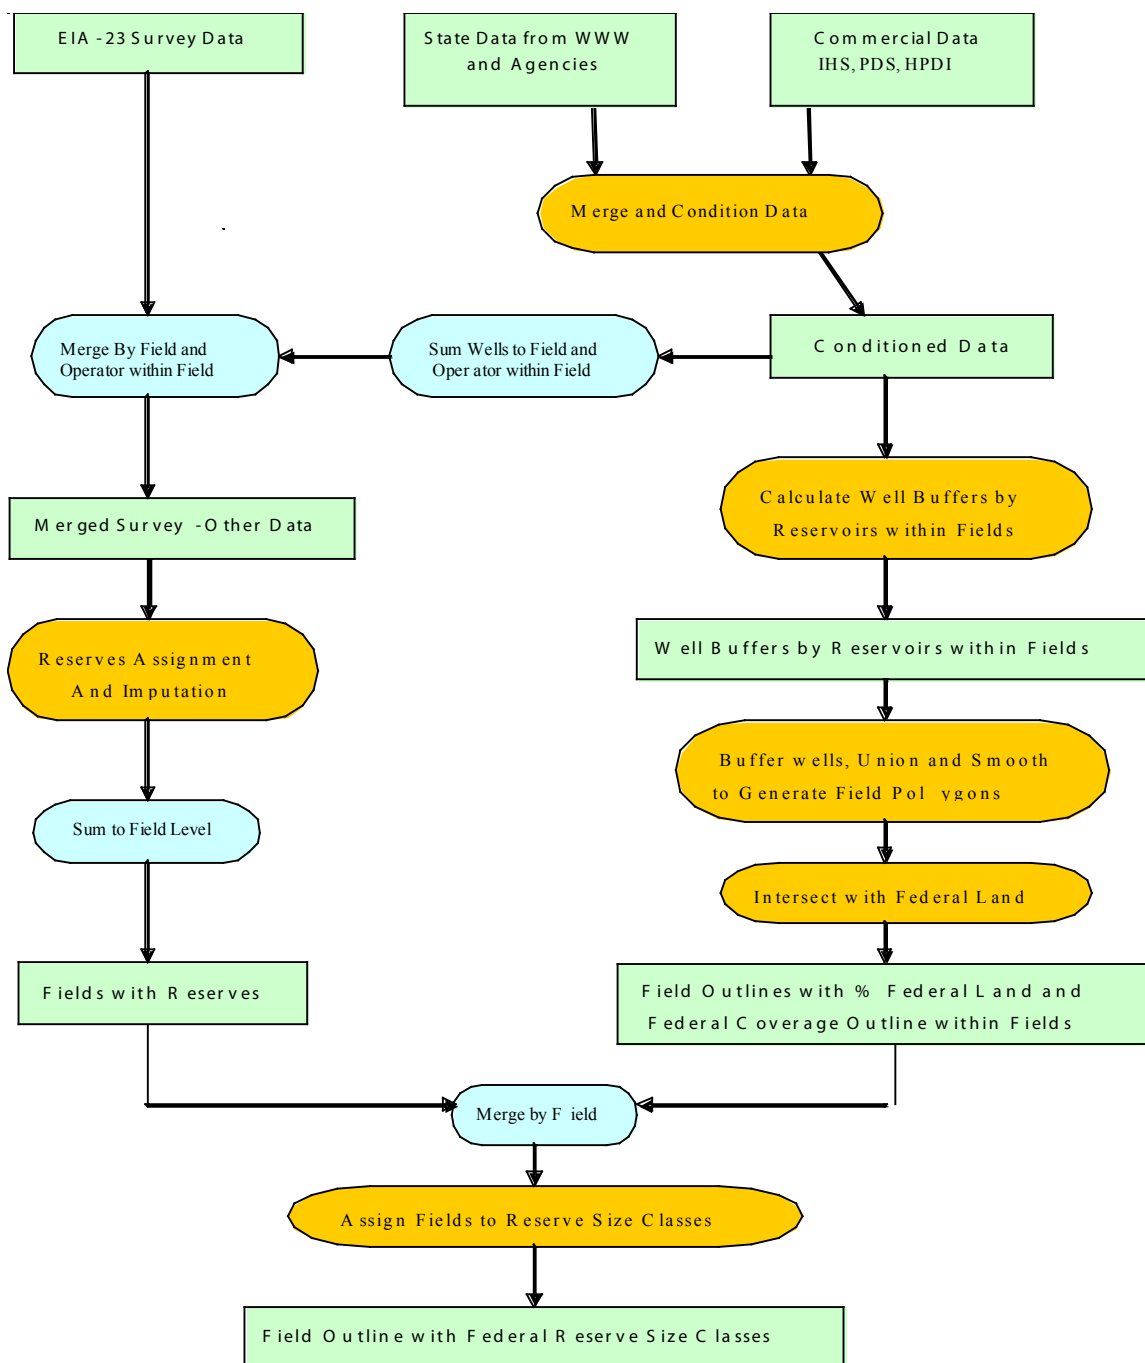 EIA -23 Survey Data
State Data from WWW
and Agencies
Commercial Data
IHS, PDS, HPDI
Merge and Condition Data
Merge By Field and
Operator within Field
Sum Wells to Field and
Oper ator within Field
Conditioned Data
Calculate Well Buffers by
Reservoirs within Fields
Merged Survey -Other Data
Well Buffers by Reservoirs within Fields
Reserves Assignment
And Imputation
Buffer wells, Union and Smooth
to Generate Field Pol ygons
Sum to Field Level
Intersect with Federal Land
Fields with Reserves
Field Outlines with % Federal Land and
Federal Coverage Outline within Fields
Merge by F ield
Assign Fields to Reserve Size Classes
Field Outline with Federal Reserve Size Classes